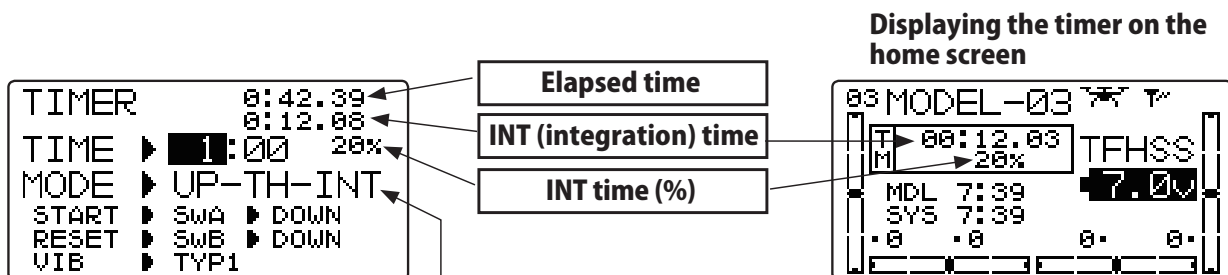 Displaying the timer on the
home screen
TIMER 0:42.39
0:12.08
TIME 1:00 20%
MODE UP-TH-INT
START SwA DOWN
RESET SwB DOWN
VIB TYP1
Elapsed time
INT (integration) time
INT time (%)
03 MODEL-03
TM 00:12.03
20%
TFHSS
7.0v
MDL 7:39
SYS 7:39
0 0 0 0